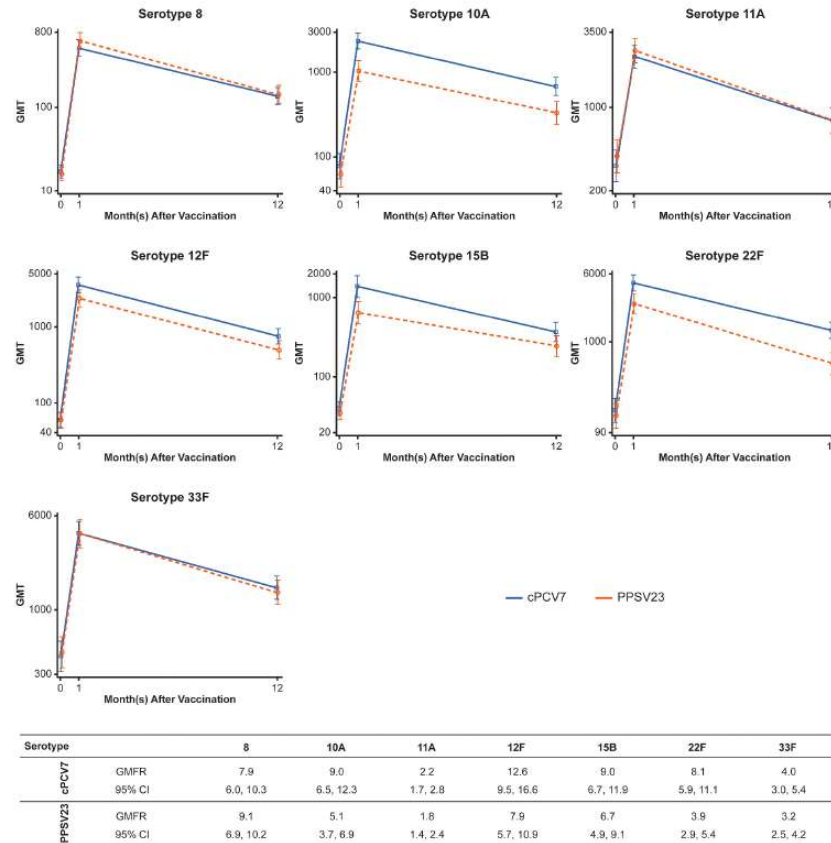 Serotype 8
Serotype 10A
Serotype 11A
800
100
10
GMT
0 1 12
Month(s) After Vaccination
3000
1000
100
40
GMT
0 1 12
Month(s) After Vaccination
3500
1000
200
GMT
0 1
Month(s) After Vaccination
Serotype 12F
Serotype 15B
Serotype 22F
5000
1000
100
40
GMT
0 1 12
Month(s) After Vaccination
2000
1000
100
20
GMT
0 1 12
Month(s) After Vaccination
6000
1000
90
GMT
0 1
Month(s) After Vaccination
Serotype 33F
6000
1000
300
GMT
0 1 12
Month(s) After Vaccination
cPCV7 PPSV23
Serotype 8 10A 11A 12F 15B 22F 33F
cPCV7
GMFR 7.9 9.0 2.2 12.6 9.0 8.1 4.0
95% CI 6.0, 10.3 6.5, 12.3 1.7, 2.8 9.5, 16.6 6.7, 11.9 5.9, 11.1 3.0, 5.4
PPSV23
GMFR 9.1 5.1 1.8 7.9 6.7 3.9 3.2
95% CI 6.9, 10.2 3.7, 6.9 1.4, 2.4 5.7, 10.9 4.9, 9.1 2.9, 5.4 2.5, 4.2